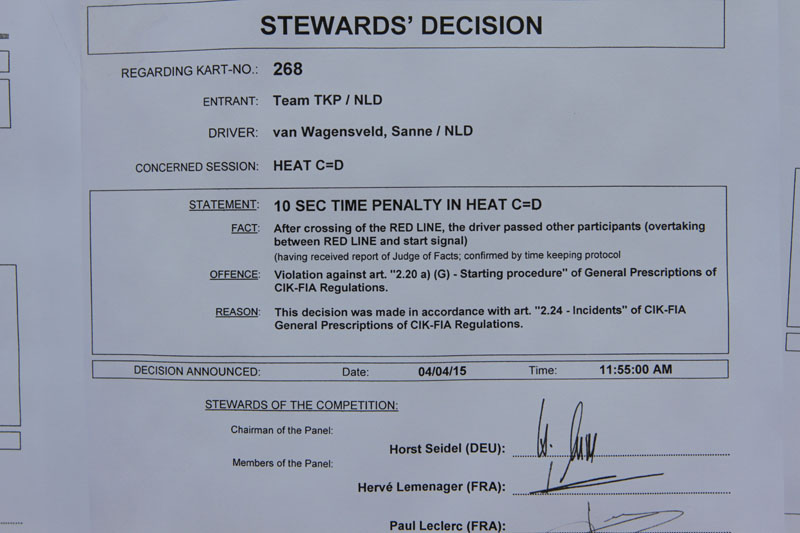 STEWARDS' DECISION
REGARDING KART-NO.: 268
ENTRANT: Team TKP / NLD
DRIVER: van Wagensveld, Sanne / NLD
CONCERNED SESSION: HEAT C=D
STATEMENT: 10 SEC TIME PENALTY IN HEAT C=D
FACT: After crossing of the RED LINE, the driver passed other participants (overtaking
between RED LINE and start signal)
(having received report of Judge of Facts; confirmed by time keeping protocol
OFFENCE: Violation against art. "2.20 a) (G) - Starting procedure" of General Prescriptions of
CIK-FIA Regulations.
REASON: This decision was made in accordance with art. "2.24 - Incidents" of CIK-FIA
General Prescriptions of CIK-FIA Regulations.
DECISION ANNOUNCED: Date: 04/04/15 Time: 11:55:00 AM
STEWARDS OF THE COMPETITION:
Chairman of the Panel:
Horst Seidel (DEU):
Members of the Panel:
Hervé Lemenager (FRA):
Paul Leclerc (FRA):